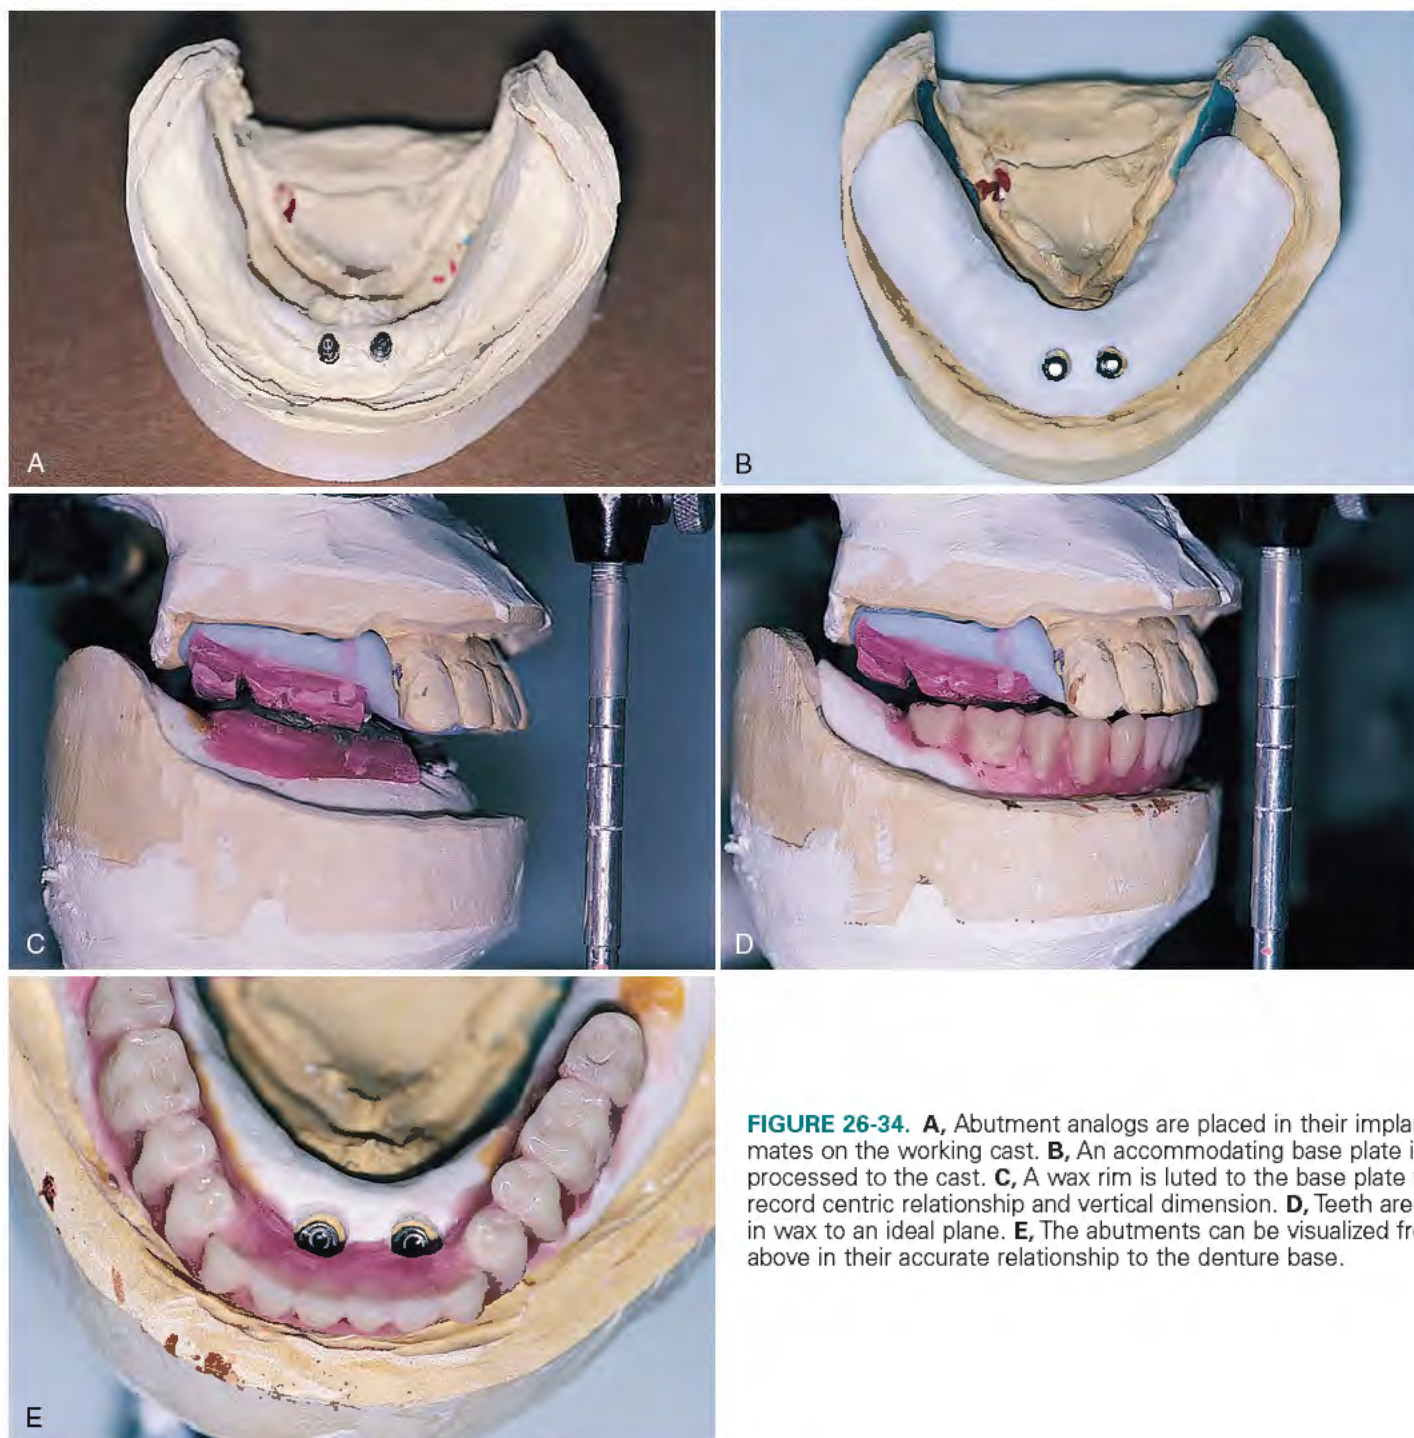 A
B
C
D
E
FIGURE 26-34. A, Abutment analogs are placed in their
mates on the working cast. B, An accommodating base plate
processed to the cast. C, A wax rim is luted to the base plate
record centric relationship and vertical dimension. D, Teeth are
in wax to an ideal plane. E, The abutments can be visualized
above in their accurate relationship to the denture base.